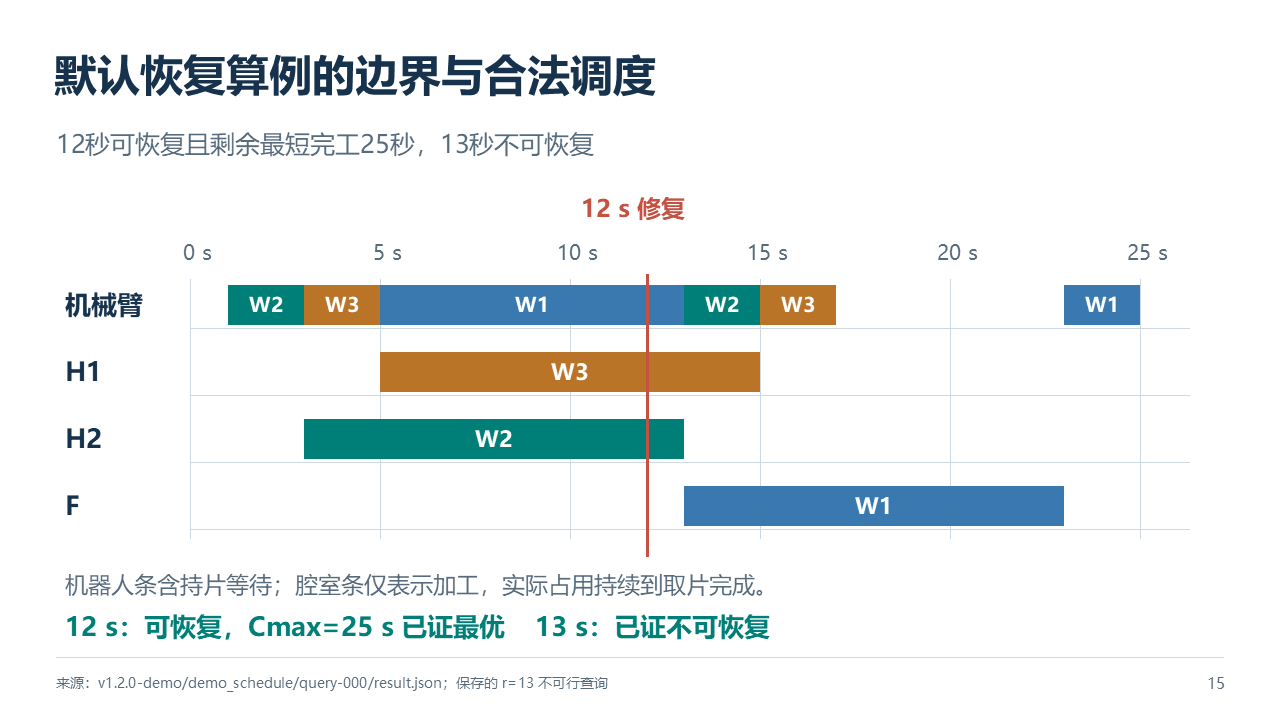 默认恢复算例的边界与合法调度
12秒可恢复且剩余最短完工25秒，13秒不可恢复
12 s 修复
0 s 5 s 10 s 15 s 20 s 25 s
机械臂 W2 W3 W1 W2 W3 W1
H1 W3
H2 W2
F W1
机器人条含持片等待；腔室条仅表示加工，实际占用持续到取片完成。
12 s：可恢复，Cmax=25 s 已证最优 13 s：已证不可恢复
来源：v1.2.0-demo/demo_schedule/query-000/result.json；保存的 r=13 不可行查询 15